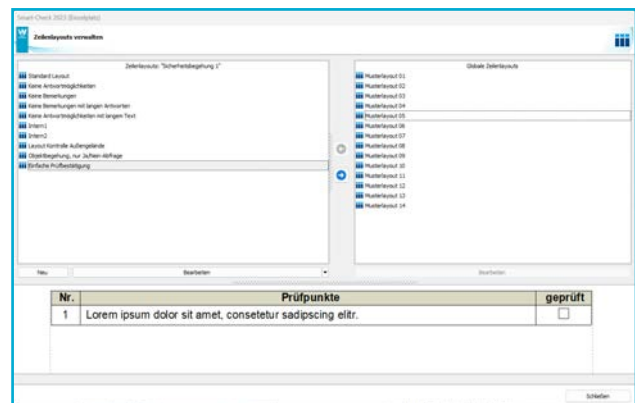 Smart-Check 2023 (Einzelplatz)
Zeilenlayouts verwalten
Zeilenlayouts: "Sicherheitsbegehung 1"
Standard Layout
Keine Antwortmöglichkeiten
Keine Bemerkungen
Keine Bemerkungen mit langen Antworten
Keine Antwortmöglichkeiten mit langem Text
Intern1
Intern2
Layout Kontrolle Außengelände
Objektbegehung, nur Ja/Nein-Abfrage
Einfache Prüfbestätigung
Globale Zeilenlayouts
Musterlayout 01
Musterlayout 02
Musterlayout 03
Musterlayout 04
Musterlayout 05
Musterlayout 06
Musterlayout 07
Musterlayout 08
Musterlayout 09
Musterlayout 10
Musterlayout 11
Musterlayout 12
Musterlayout 13
Musterlayout 14
Neu Bearbeiten Bearbeiten
Nr. Prüfpunkte geprüft
1 Lorem ipsum dolor sit amet, consetetur sadipscing elitr.
Schließen